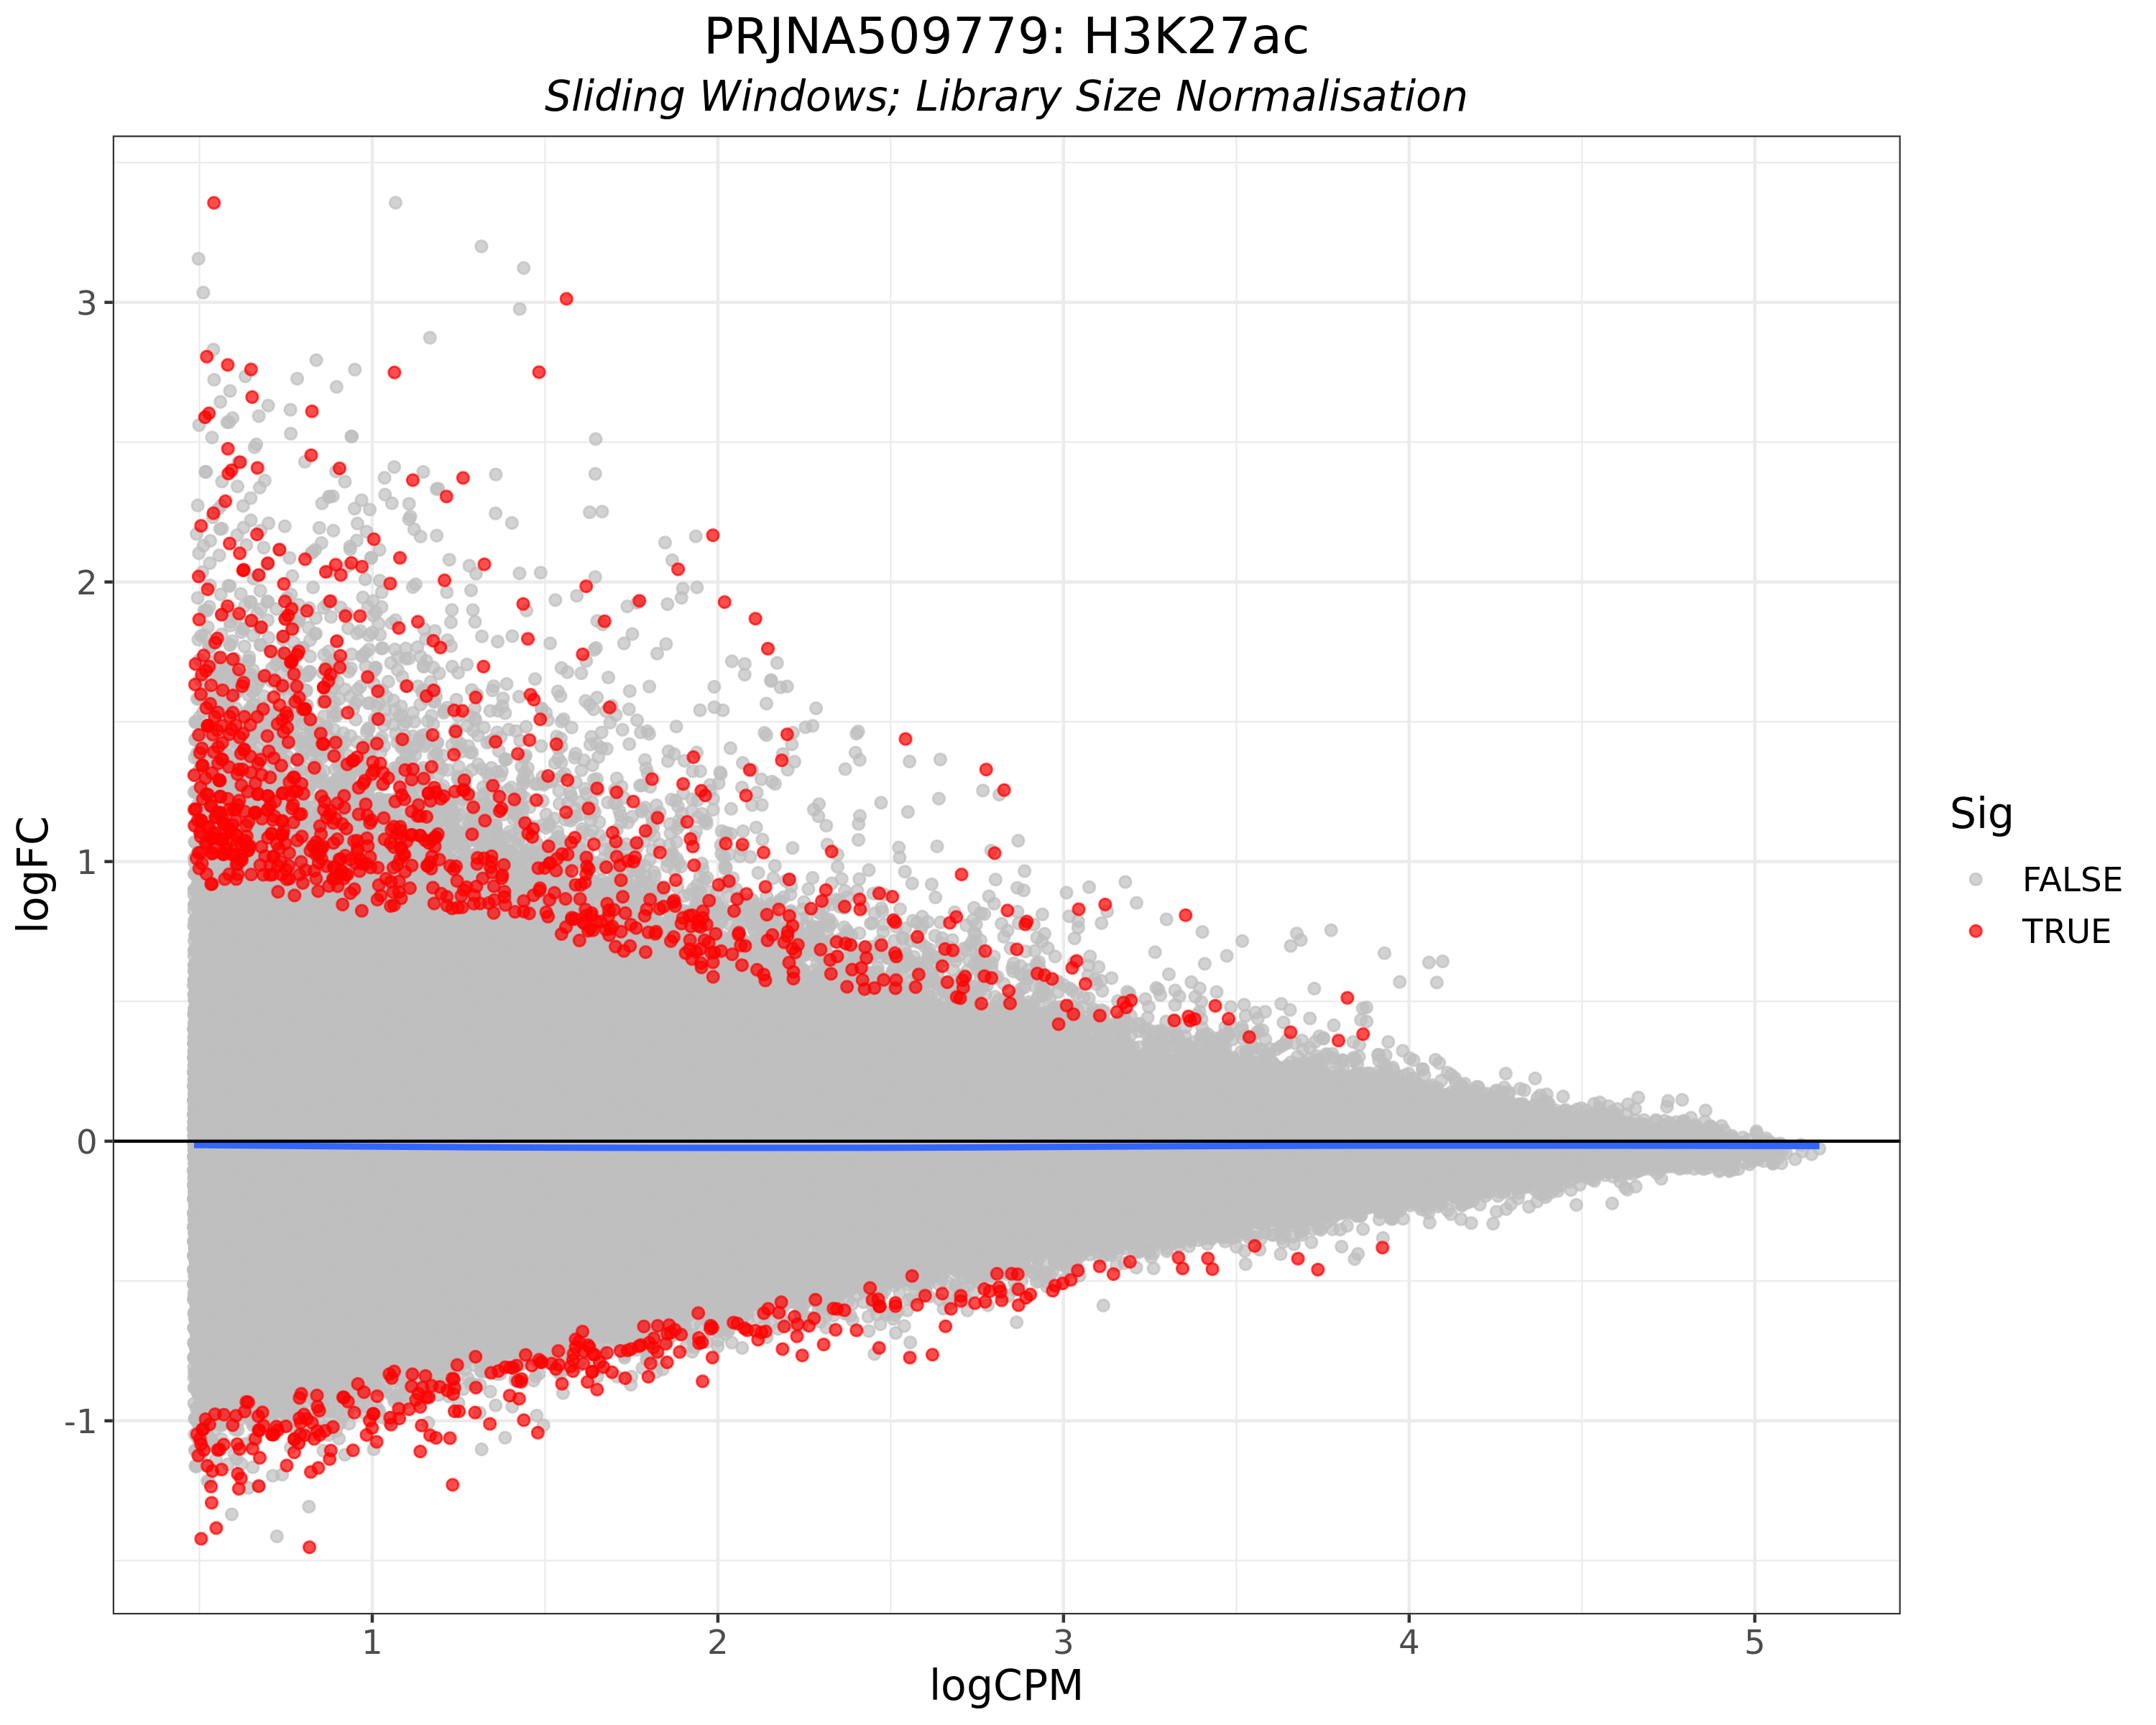 PRJNA509779: H3K27ac
Sliding Windows; Library Size Normalisation
3
2
1
0
-1
logFC
1
2
3
4
5
logCPM
Sig
FALSE
TRUE